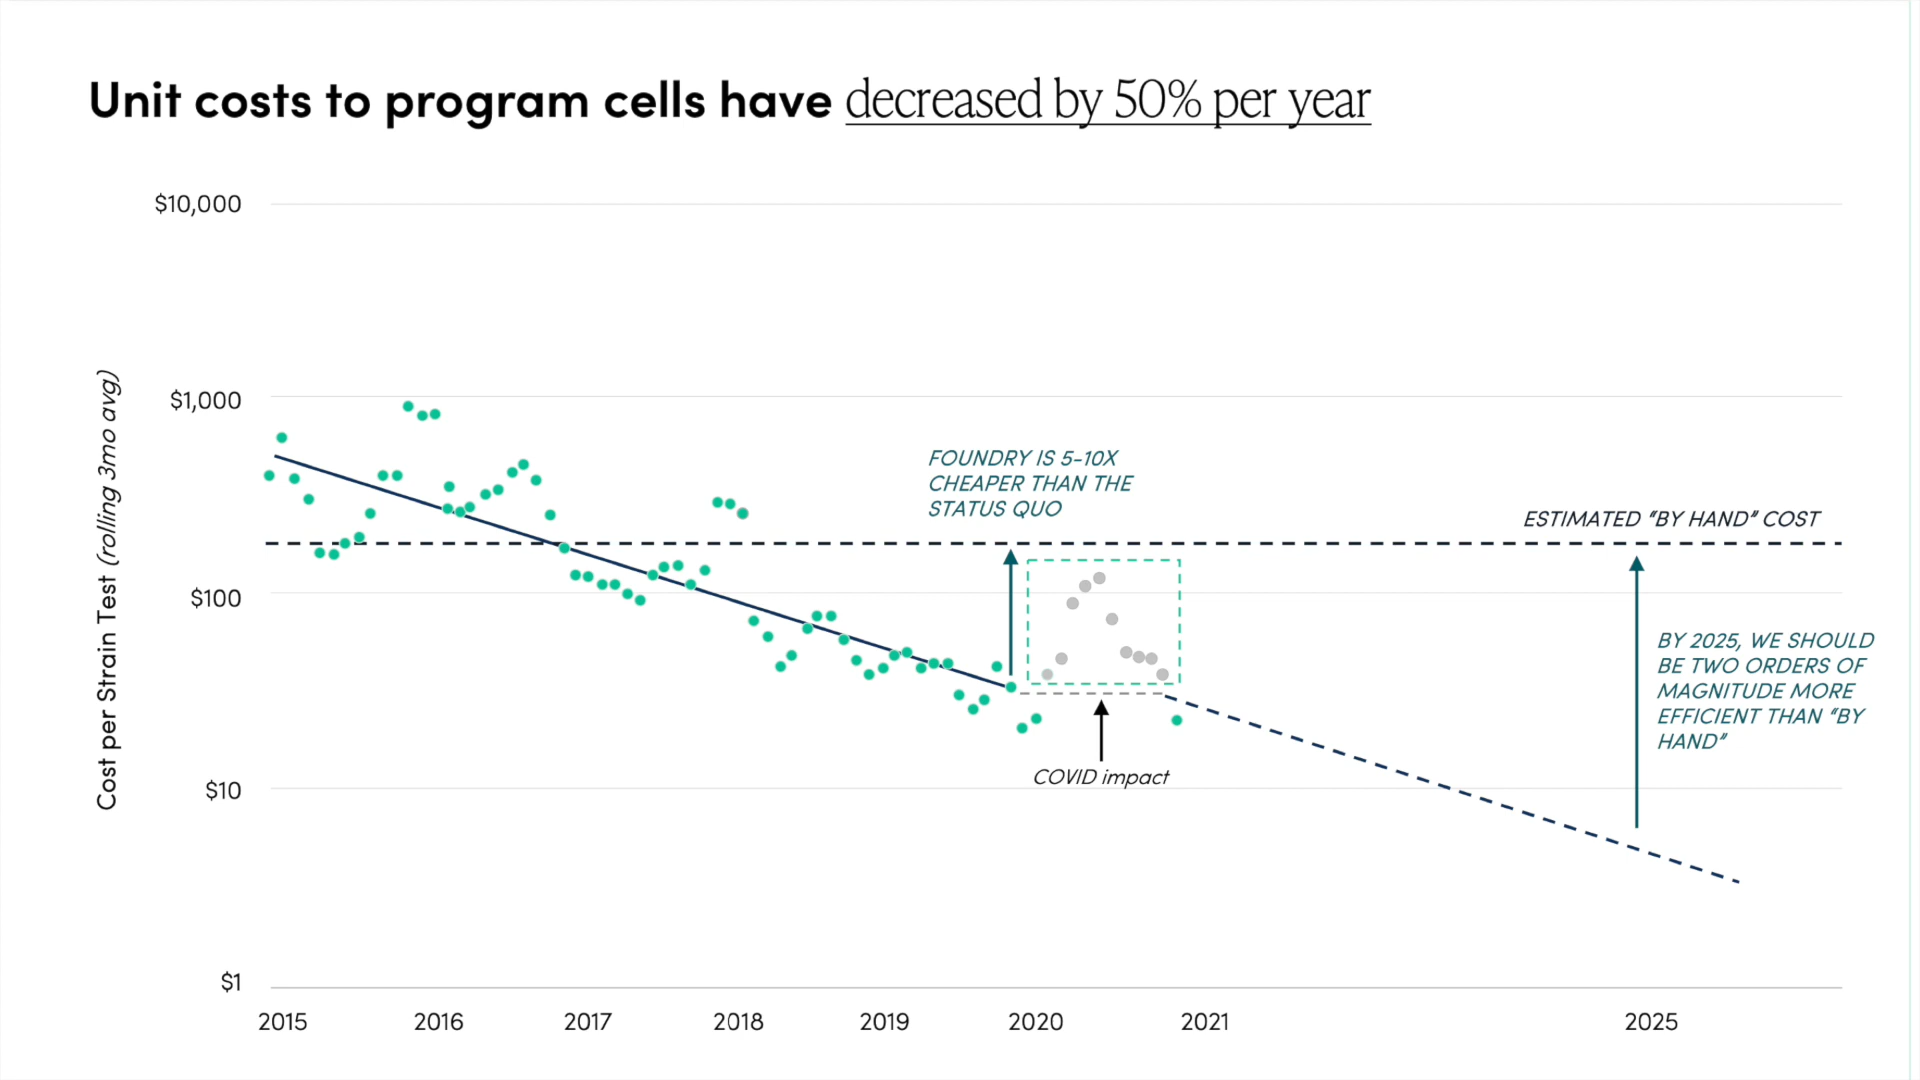 Unit costs to program cells have decreased by 50% per year
$10,000
$1,000
$100
$10
$1
Cost per Strain Test (rolling 3mo avg)
FOUNDRY IS 5-10X
CHEAPER THAN THE
STATUS QUO
ESTIMATED "BY HAND" COST
BY 2025, WE SHOULD
BE TWO ORDERS OF
MAGNITUDE MORE
EFFICIENT THAN "BY
HAND"
COVID impact
2015 2016 2017 2018 2019 2020 2021 2025